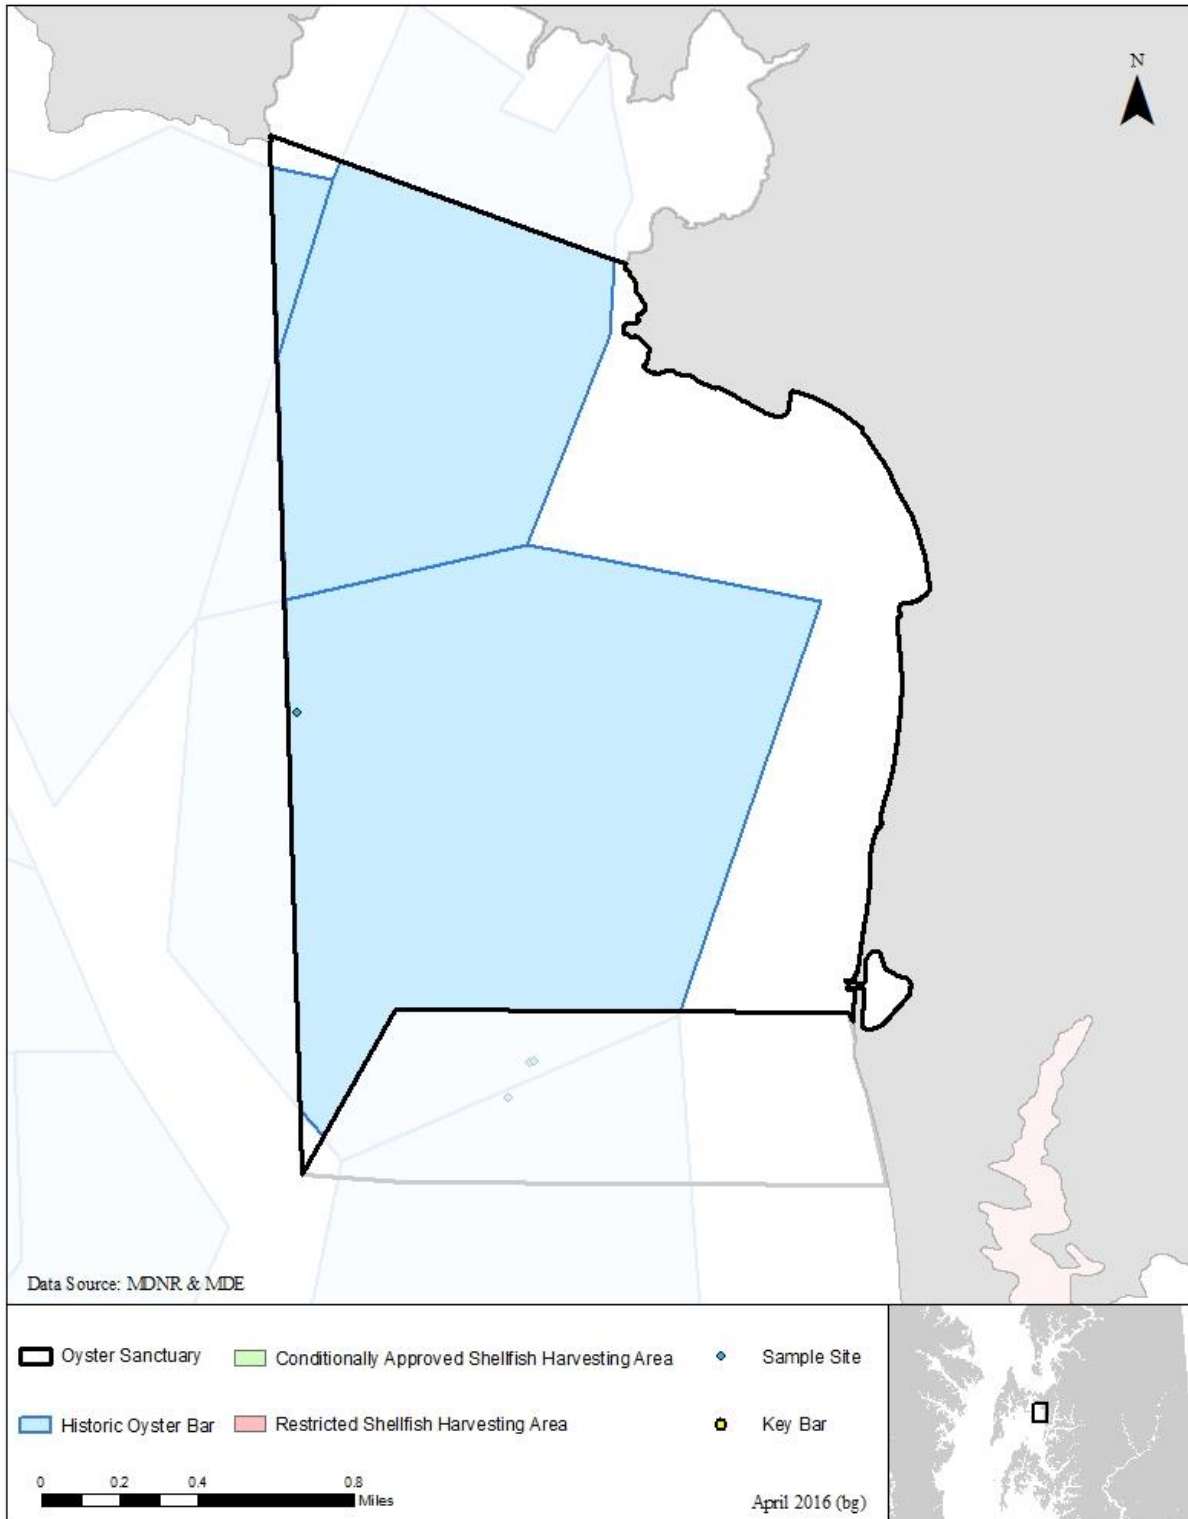 N
Data Source: MDNR & MDE
Oyster Sanctuary
Conditionally Approved Shellfish Harvesting Area
Sample Site
Historic Oyster Bar
Restricted Shellfish Harvesting Area
Key Bar
0 0.2 0.4 0.8
Miles
April 2016 (bg)